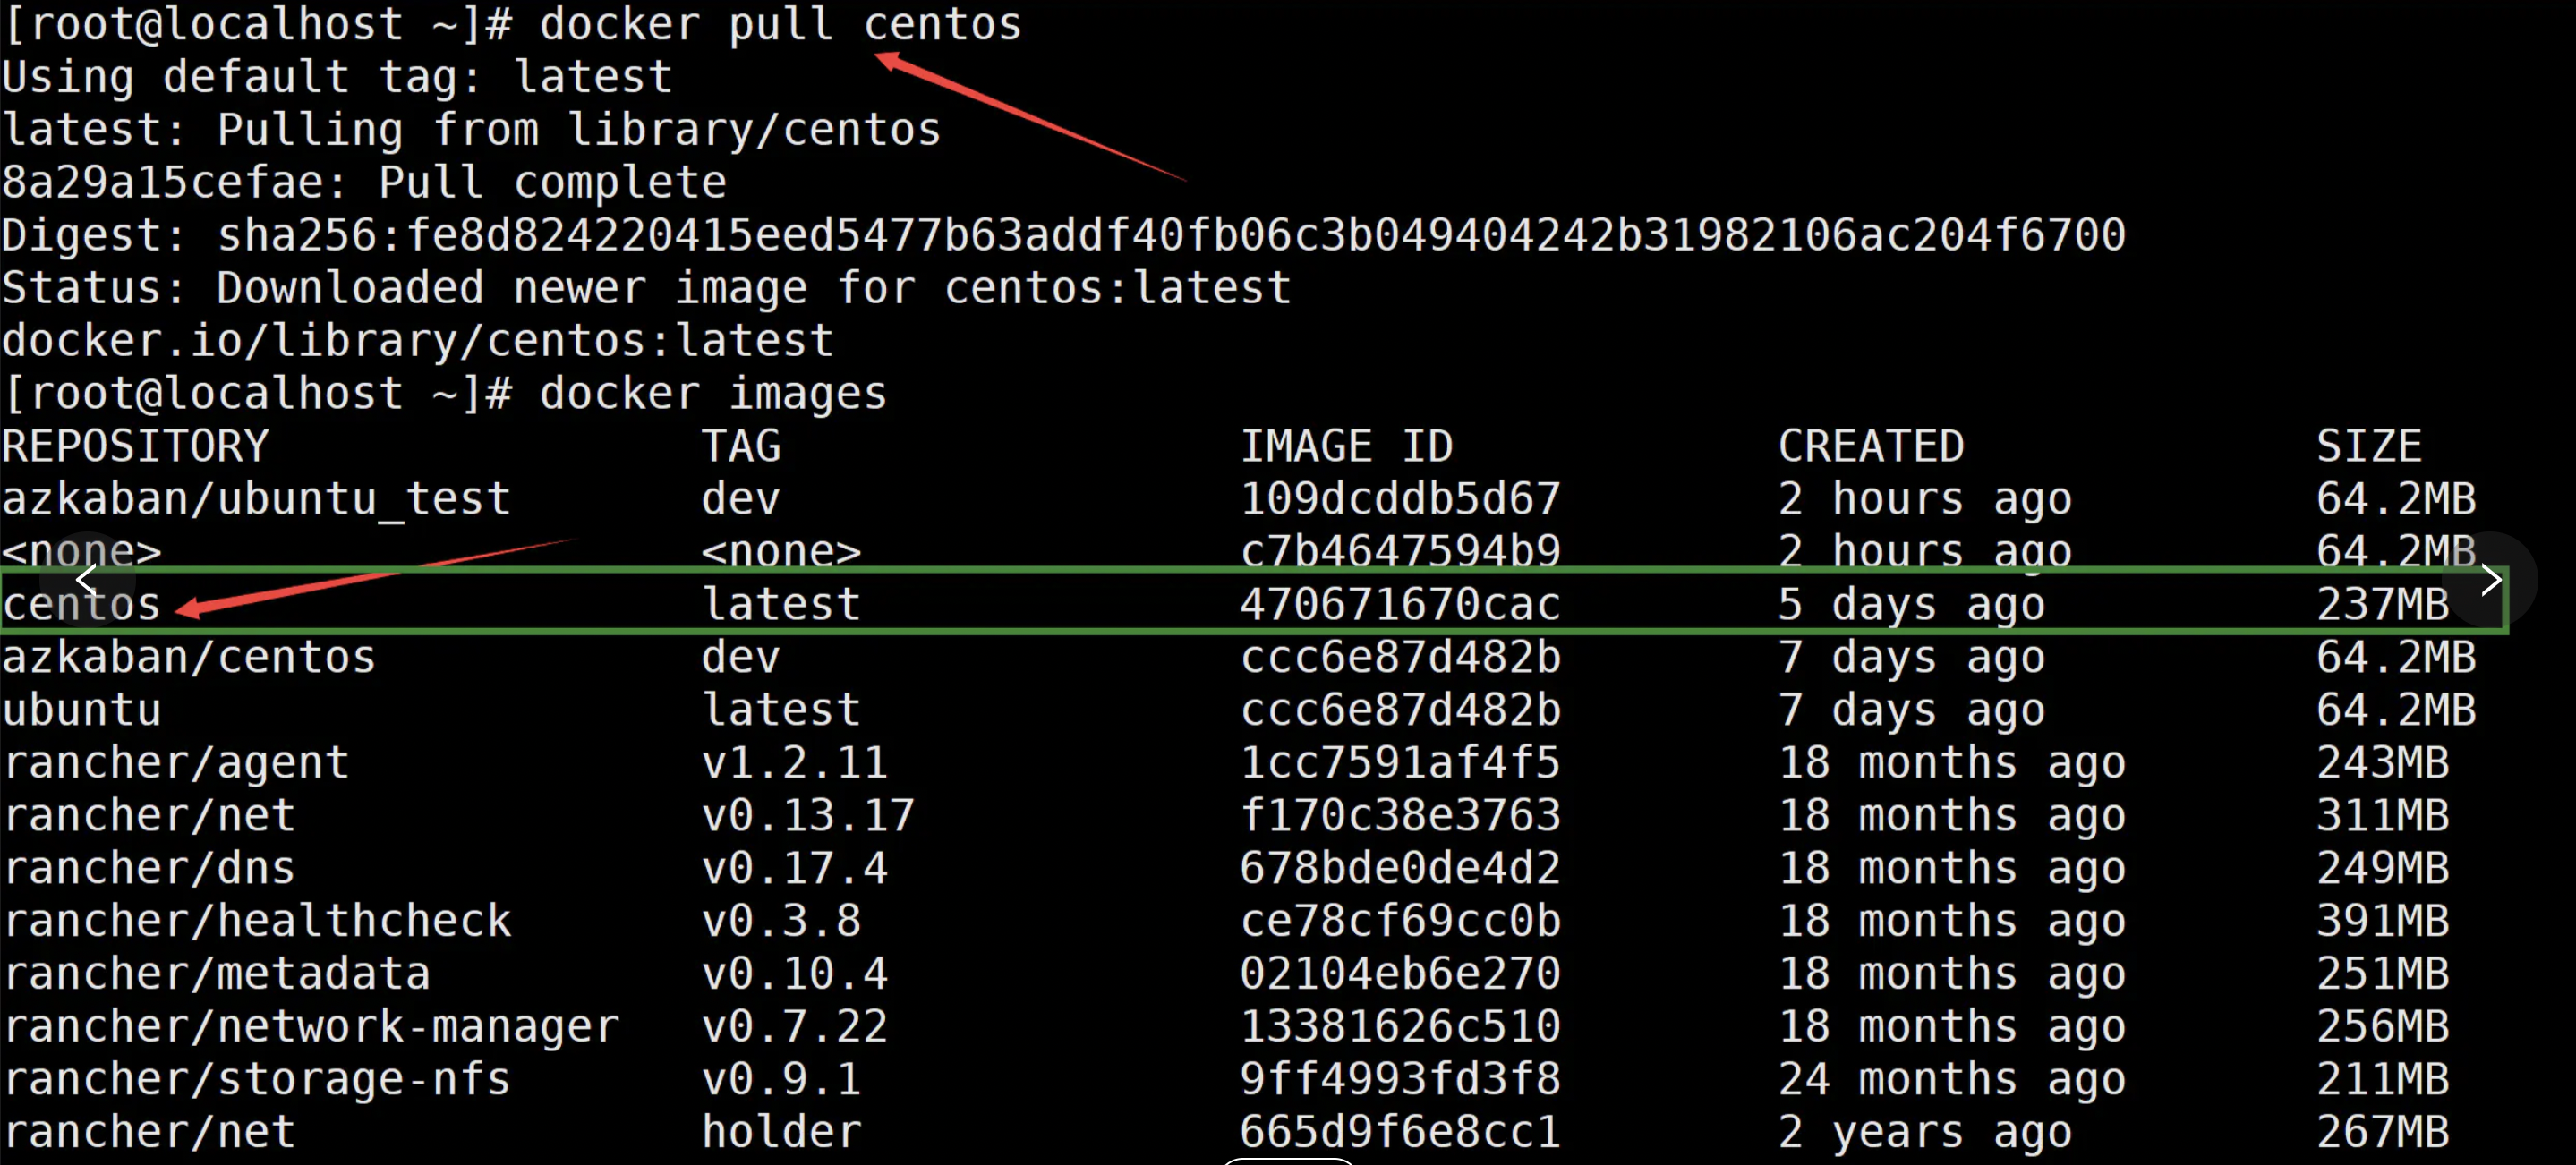 [root@localhost ~]# docker pull centos
Using default tag: latest
latest: Pulling from library/centos
8a29a15cefae: Pull complete
Digest: sha256:fe8d824220415eed5477b63addf40fb06c3b049404242b31982106ac204f6700
Status: Downloaded newer image for centos:latest
docker.io/library/centos:latest
[root@localhost ~]# docker images
REPOSITORY TAG IMAGE ID CREATED SIZE
azkaban/ubuntu_test dev 109dcddb5d67 2 hours ago 64.2MB
<none> <none> c7b4647594b9 2 hours ago 64.2MB
centos latest 470671670cac 5 days ago 237MB
azkaban/centos dev ccc6e87d482b 7 days ago 64.2MB
ubuntu latest ccc6e87d482b 7 days ago 64.2MB
rancher/agent v1.2.11 1cc7591af4f5 18 months ago 243MB
rancher/net v0.13.17 f170c38e3763 18 months ago 311MB
rancher/dns v0.17.4 678bde0de4d2 18 months ago 249MB
rancher/healthcheck v0.3.8 ce78cf69cc0b 18 months ago 391MB
rancher/metadata v0.10.4 02104eb6e270 18 months ago 251MB
rancher/network-manager v0.7.22 13381626c510 18 months ago 256MB
rancher/storage-nfs v0.9.1 9ff4993fd3f8 24 months ago 211MB
rancher/net holder 665d9f6e8cc1 2 years ago 267MB